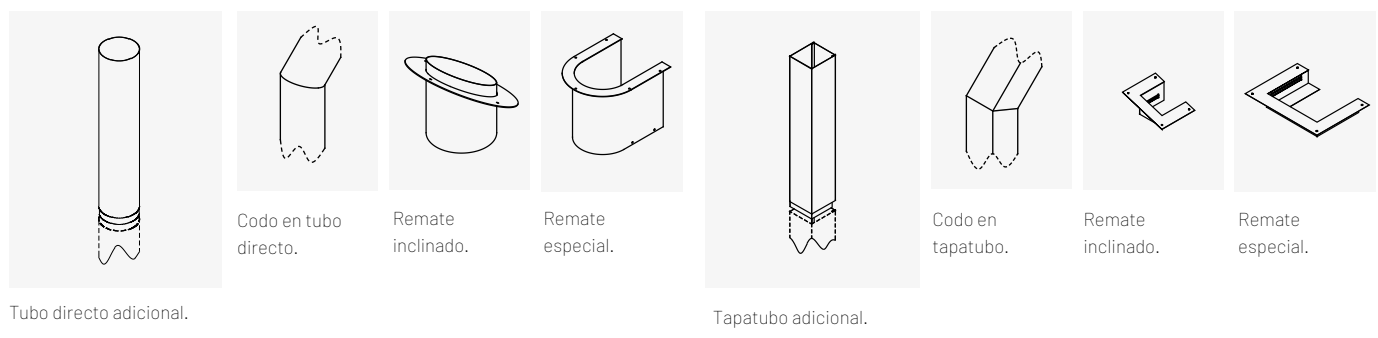 Codo en tubo
directo.
Remate
inclinado.
Remate
especial.
Tubo directo adicional.
Codo en
tapatubo.
Remate
inclinado.
Remate
especial.
Tapatubo adicional.